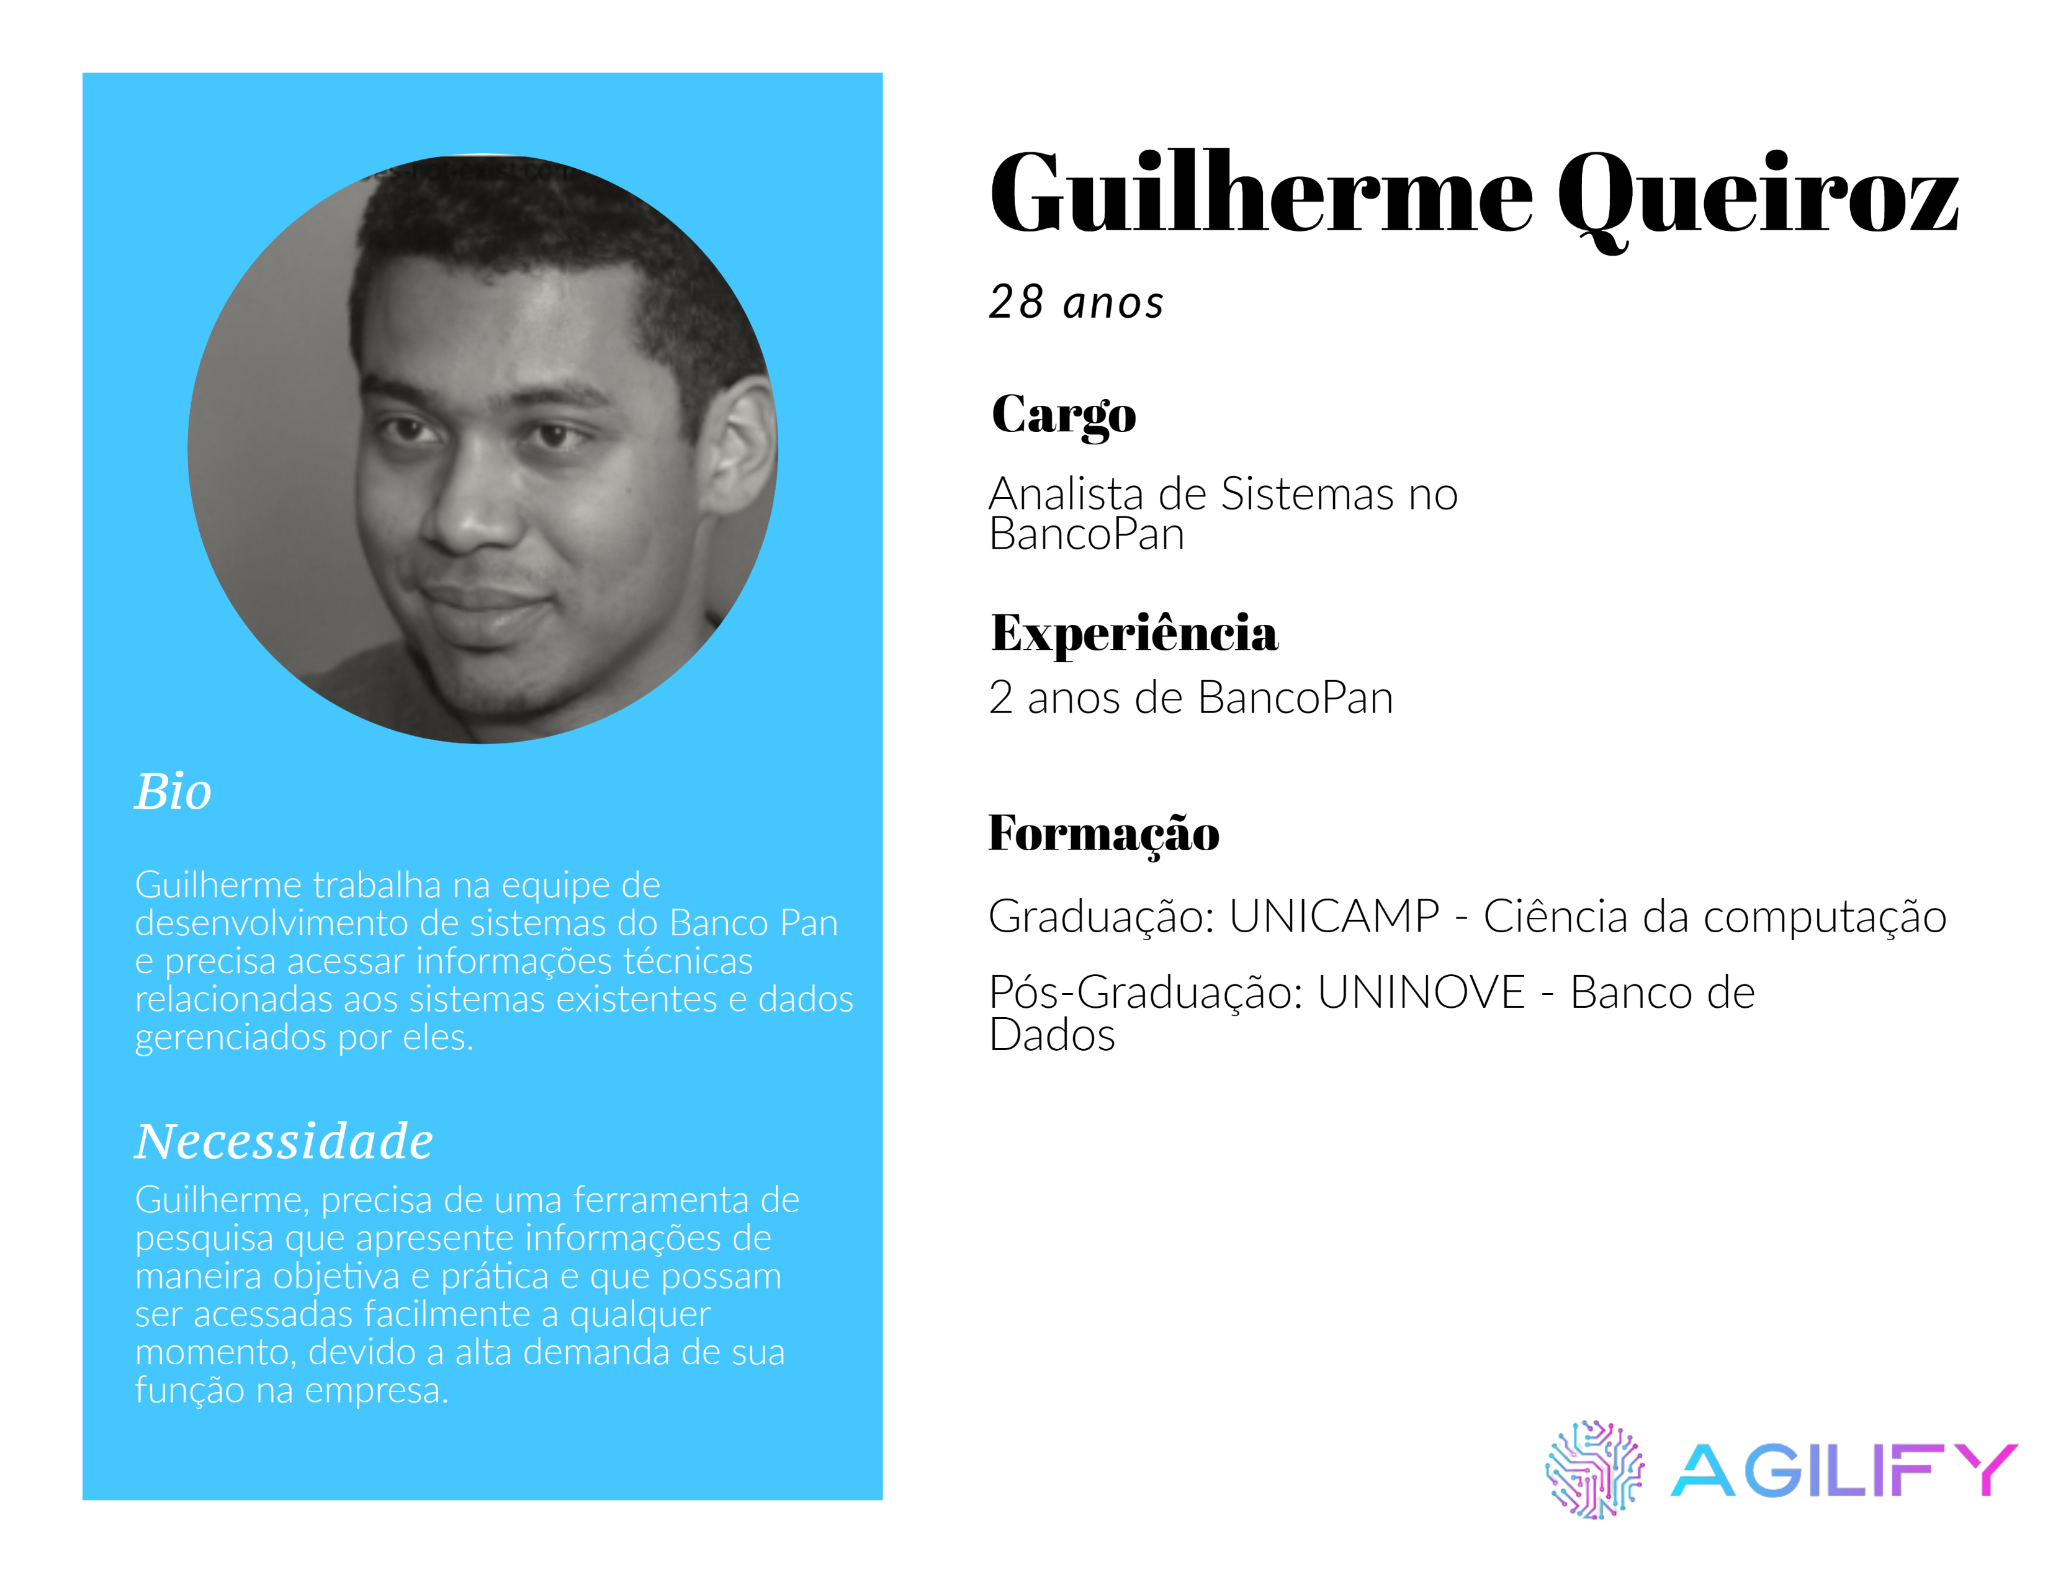 Guilherme Queiroz
28 anos
Cargo
Analista de Sistemas no
BancoPan
Experiência
2 anos de BancoPan
Formação
Graduação: UNICAMP - Ciência da computação
Pós-Graduação: UNINOVE - Banco de
Dados
Bio
Guilherme trabalha na equipe de
desenvolvimento de sistemas do Banco Pan
e precisa acessar informações técnicas
relacionadas aos sistemas existentes e dados
gerenciados por eles.
Necessidade
Guilherme, precisa de uma ferramenta de
pesquisa que apresente informações de
maneira objetiva e prática e que possam
ser acessadas facilmente a qualquer
momento, devido a alta demanda de sua
função na empresa.
AGILIFY